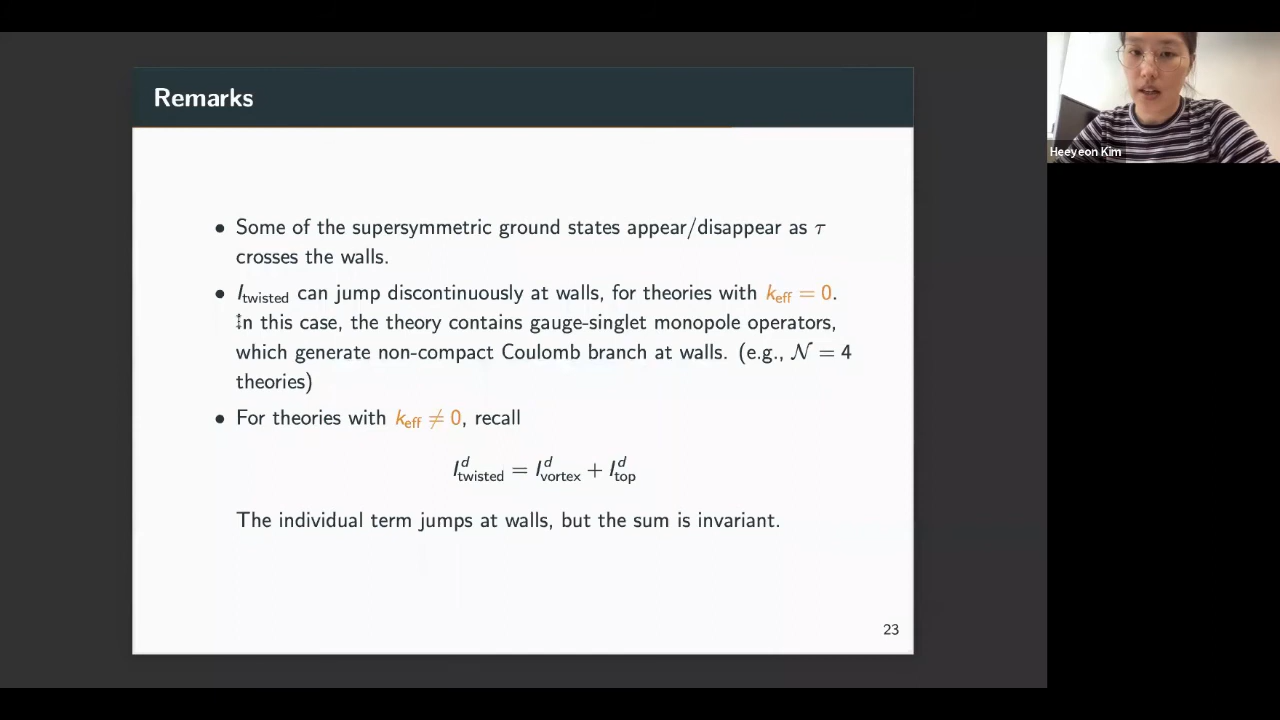 Remarks
• Some of the supersymmetric ground states appear/disappear as τ
crosses the walls.
• I_twisted can jump discontinuously at walls, for theories with k_eff = 0.
In this case, the theory contains gauge-singlet monopole operators,
which generate non-compact Coulomb branch at walls. (e.g., 𝒩 = 4
theories)
• For theories with k_eff ≠ 0, recall
I^d_twisted = I^d_vortex + I^d_top
The individual term jumps at walls, but the sum is invariant.
23
Heeyeon Kim